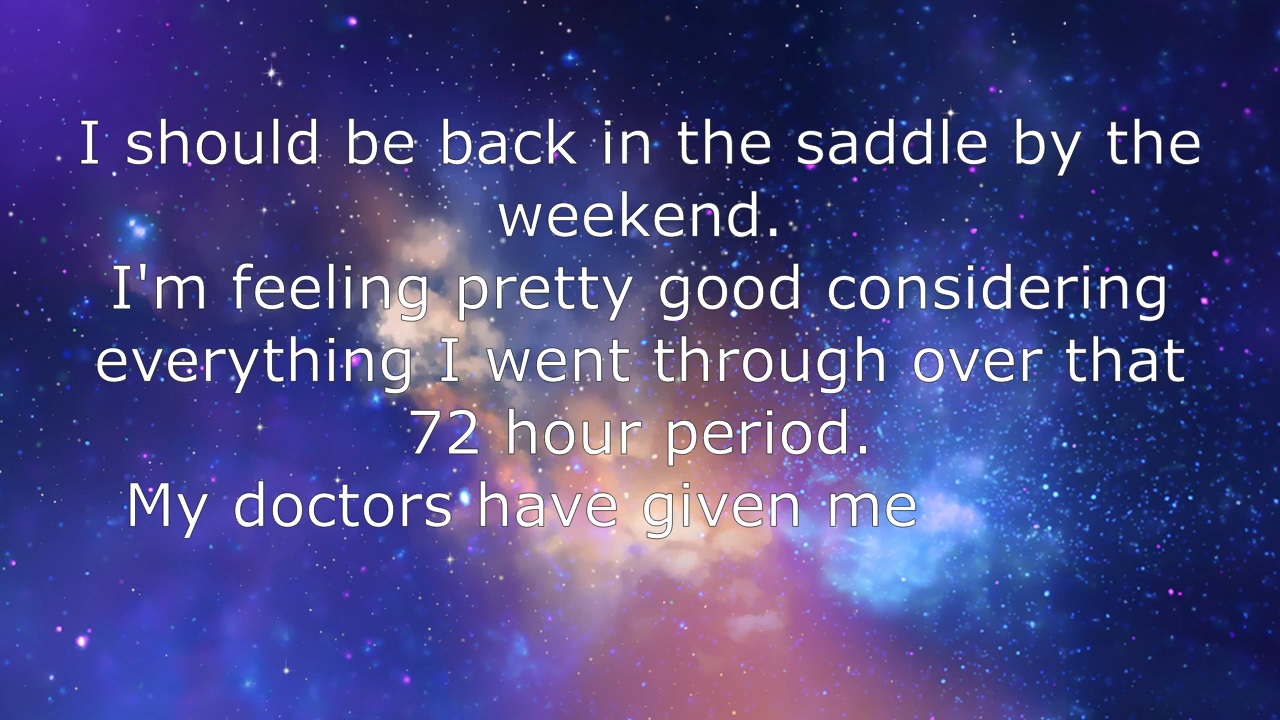 I should be back in the saddle by the
weekend.
I'm feeling pretty good considering
everything I went through over that
72 hour period.
My doctors have given me